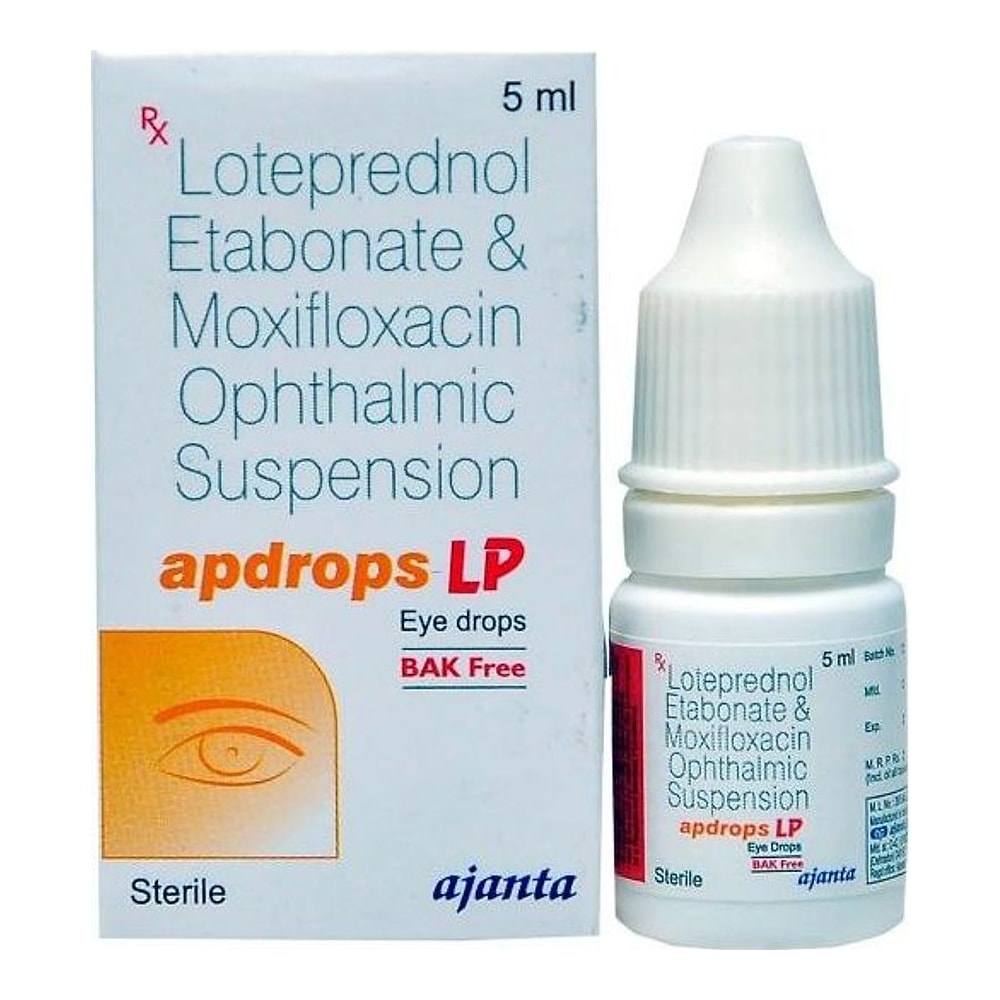 5 ml
Rx
Loteprednol
Etabonate &
Moxifloxacin
Ophthalmic
Suspension
apdrops LP
Eye drops
BAK Free
Sterile
ajanta
Rx
5 ml
Batch No.
Loteprednol
Etabonate &
Moxifloxacin
Ophthalmic
Suspension
Mfd.
Exp.
M. R. P. Rs.
apdrops LP
Eye Drops
BAK Free
Sterile
ajanta